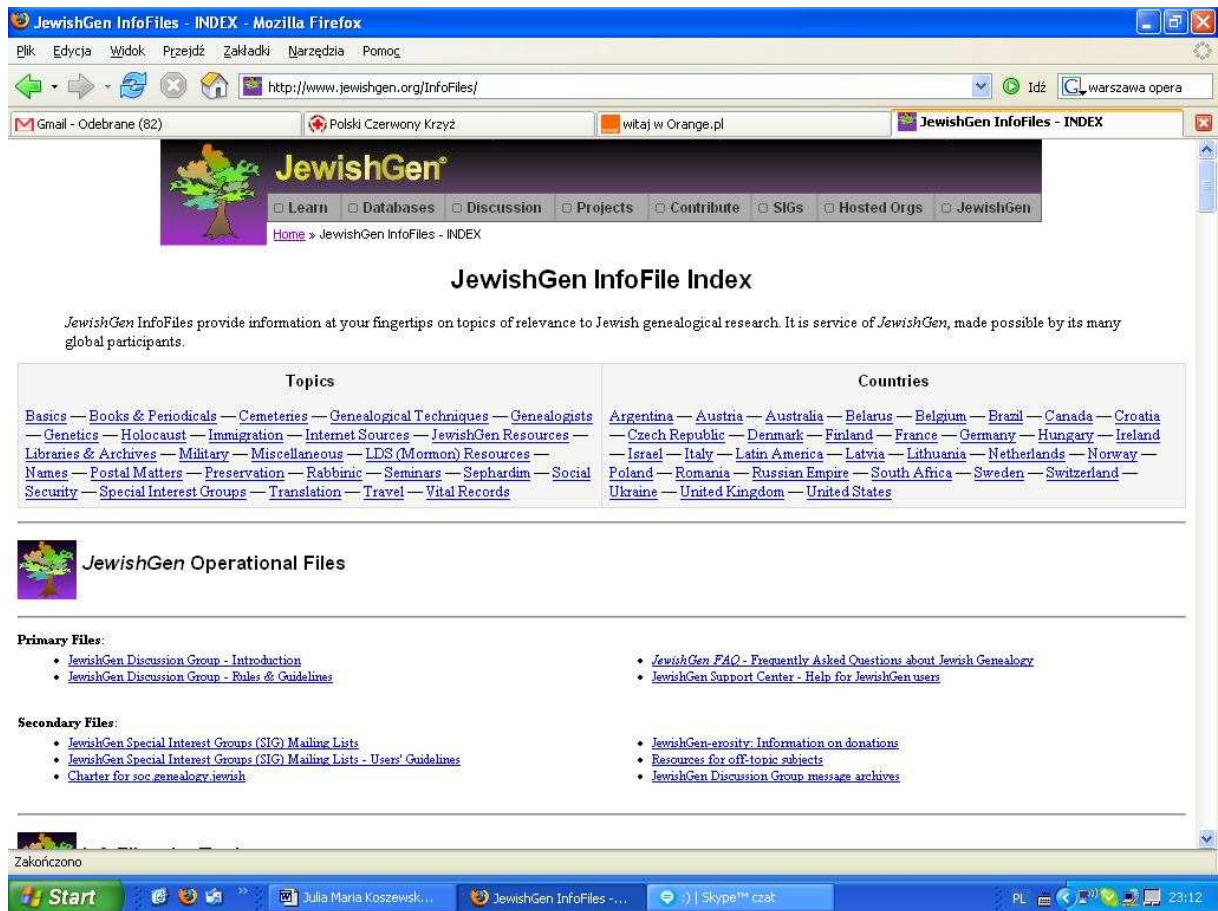 JewishGen InfoFiles - INDEX - Mozilla Firefox
Plik Edycja Widok Przejdź Zakładki Narzędzia Pomoc
http://www.jewishgen.org/InfoFiles/ Idź warszawa opera
Gmail - Odebrane (82) Polski Czerwony Krzyż witaj w Orange.pl JewishGen InfoFiles - INDEX
JewishGen®
Learn Databases Discussion Projects Contribute SIGs Hosted Orgs JewishGen
Home » JewishGen InfoFiles - INDEX
JewishGen InfoFile Index
JewishGen InfoFiles provide information at your fingertips on topics of relevance to Jewish genealogical research. It is service of JewishGen, made possible by its many
global participants.
Topics
Basics — Books & Periodicals — Cemeteries — Genealogical Techniques — Genealogists
— Genetics — Holocaust — Immigration — Internet Sources — JewishGen Resources —
Libraries & Archives — Military — Miscellaneous — LDS (Mormon) Resources —
Names — Postal Matters — Preservation — Rabbinic — Seminars — Sephardim — Social
Security — Special Interest Groups — Translation — Travel — Vital Records
Countries
Argentina — Austria — Australia — Belarus — Belgium — Brazil — Canada — Croatia
— Czech Republic — Denmark — Finland — France — Germany — Hungary — Ireland
— Israel — Italy — Latin America — Latvia — Lithuania — Netherlands — Norway —
Poland — Romania — Russian Empire — South Africa — Sweden — Switzerland —
Ukraine — United Kingdom — United States
JewishGen Operational Files
Primary Files:
• JewishGen Discussion Group - Introduction
• JewishGen Discussion Group - Rules & Guidelines
• JewishGen FAQ - Frequently Asked Questions about Jewish Genealogy
• JewishGen Support Center - Help for JewishGen users
Secondary Files:
• JewishGen Special Interest Groups (SIG) Mailing Lists
• JewishGen Special Interest Groups (SIG) Mailing Lists - Users' Guidelines
• Charter for soc.genealogy.jewish
• JewishGen-erosity: Information on donations
• Resources for off-topic subjects
• JewishGen Discussion Group message archives
Zakończono
Start Julia Maria Koszewsk... JewishGen InfoFiles -... :) | Skype™ czat PL 23:12